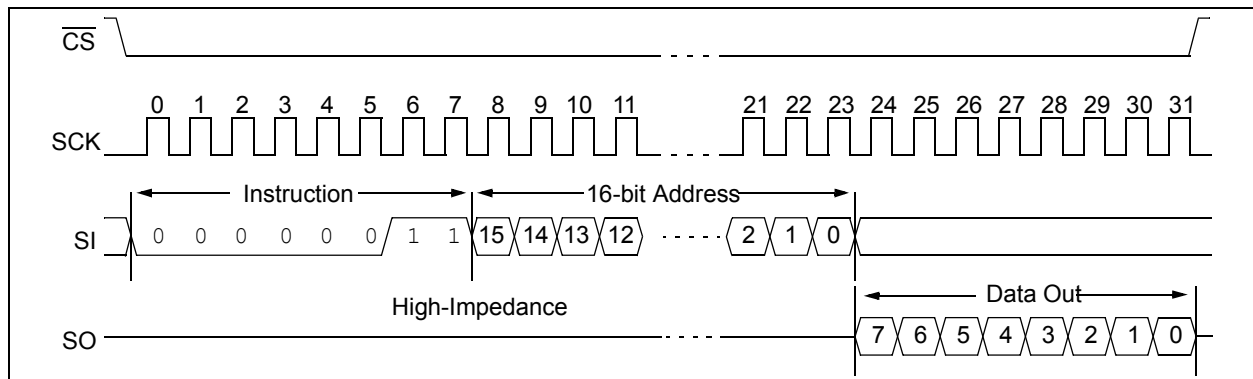 CS
0 1 2 3 4 5 6 7 8 9 10 11 21 22 23 24 25 26 27 28 29 30 31
SCK
Instruction 16-bit Address
SI 0 0 0 0 0 0 1 1 15 14 13 12 2 1 0
High-Impedance Data Out
SO 7 6 5 4 3 2 1 0